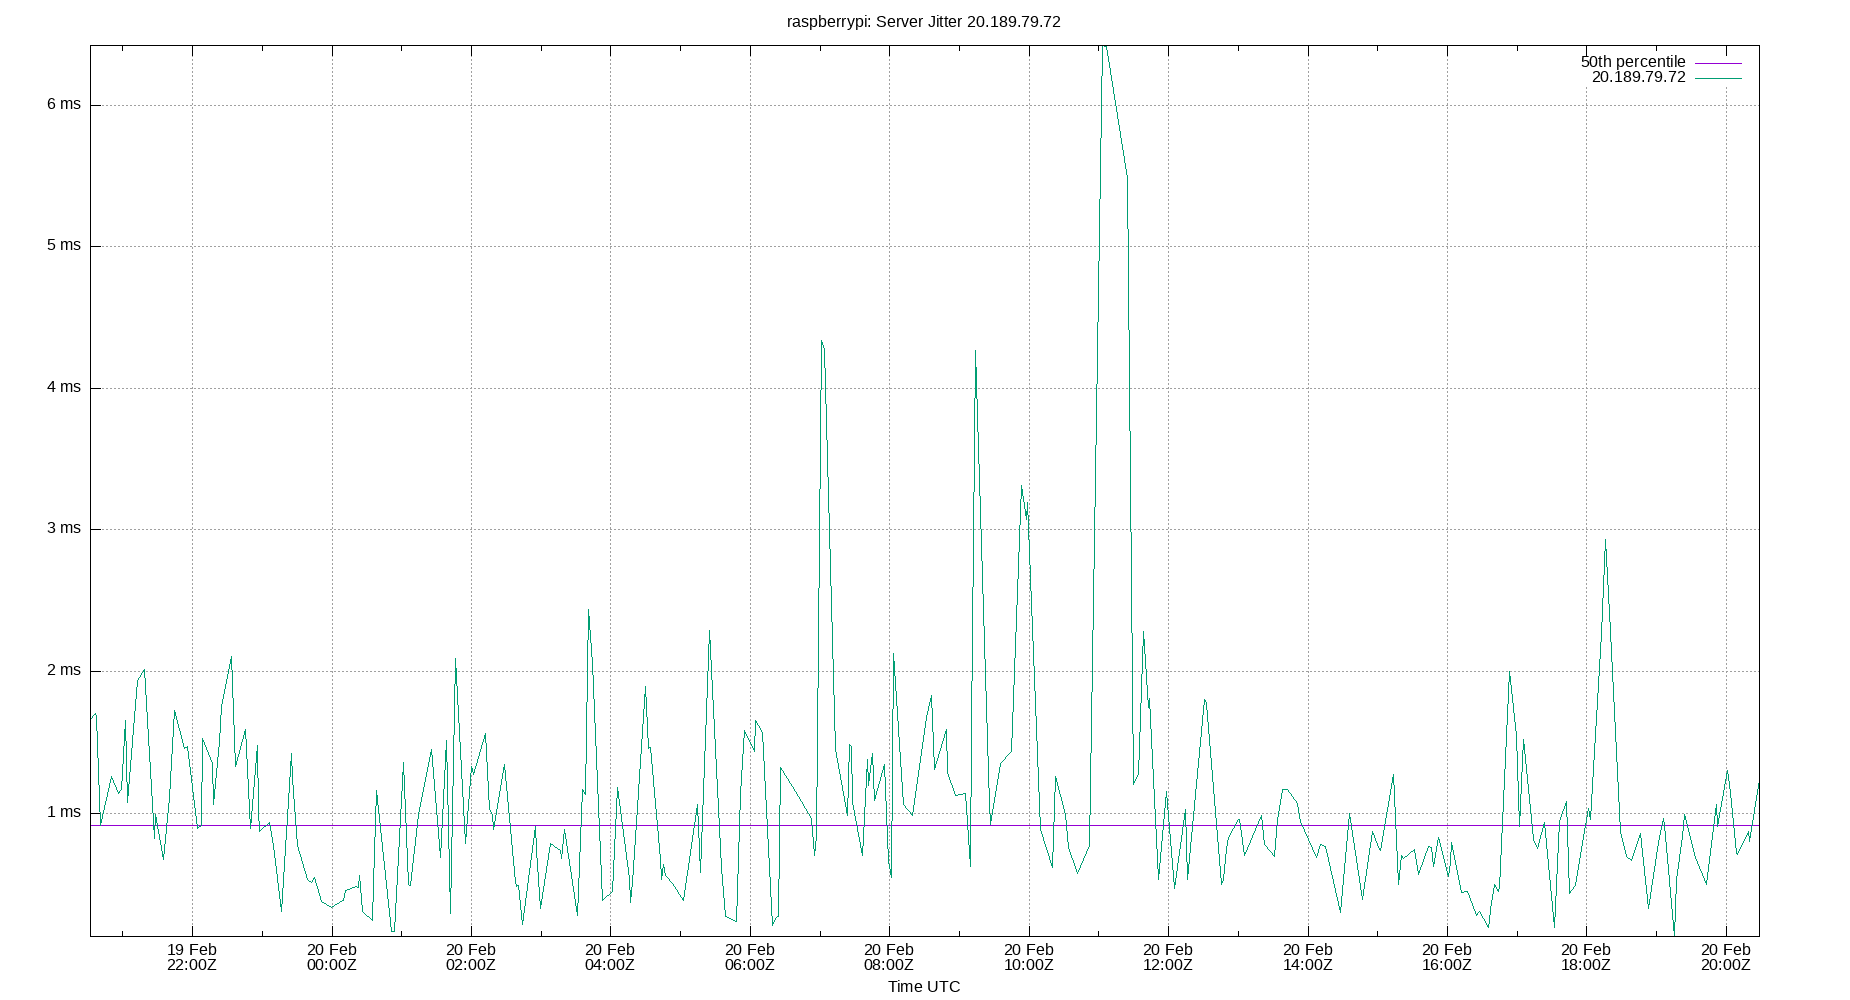 raspberrypi: Server Jitter 20.189.79.72
50th percentile
20.189.79.72
6 ms
5 ms
4 ms
3 ms
2 ms
1 ms
19 Feb 20 Feb 20 Feb 20 Feb 20 Feb 20 Feb 20 Feb 20 Feb 20 Feb 20 Feb 20 Feb 20 Feb
22:00Z 00:00Z 02:00Z 04:00Z 06:00Z 08:00Z 10:00Z 12:00Z 14:00Z 16:00Z 18:00Z 20:00Z
Time UTC